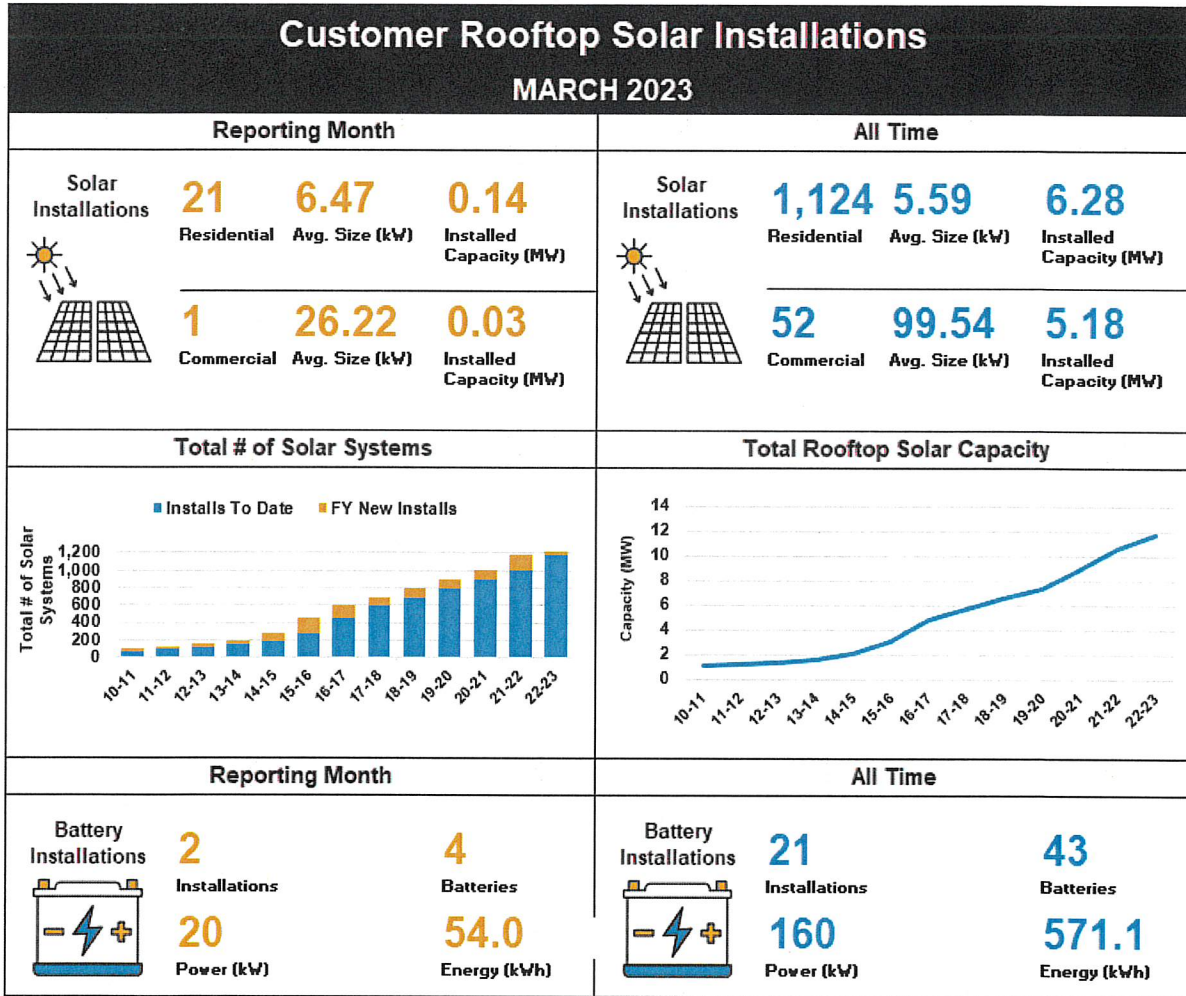 Customer Rooftop Solar Installations
MARCH 2023
Reporting Month
Solar
Installations
21
6.47
0.14
Residential
Avg. Size (kW)
Installed
Capacity (MW)
1
26.22
0.03
Commercial
Avg. Size (kW)
Installed
Capacity (MW)
All Time
Solar
Installations
1,124
5.59
6.28
Residential
Avg. Size (kW)
Installed
Capacity (MW)
52
99.54
5.18
Commercial
Avg. Size (kW)
Installed
Capacity (MW)
Total # of Solar Systems
Installs To Date
FY New Installs
Total # of Solar
Systems
1,200
1,000
800
600
400
200
0
10-11
11-12
12-13
13-14
14-15
15-16
16-17
17-18
18-19
19-20
20-21
21-22
22-23
Total Rooftop Solar Capacity
Capacity (MW)
14
12
10
8
6
4
2
0
10-11
11-12
12-13
13-14
14-15
15-16
16-17
17-18
18-19
19-20
20-21
21-22
22-23
Reporting Month
Battery
Installations
2
4
Installations
Batteries
20
54.0
Power (kW)
Energy (kWh)
All Time
Battery
Installations
21
43
Installations
Batteries
160
571.1
Power (kW)
Energy (kWh)